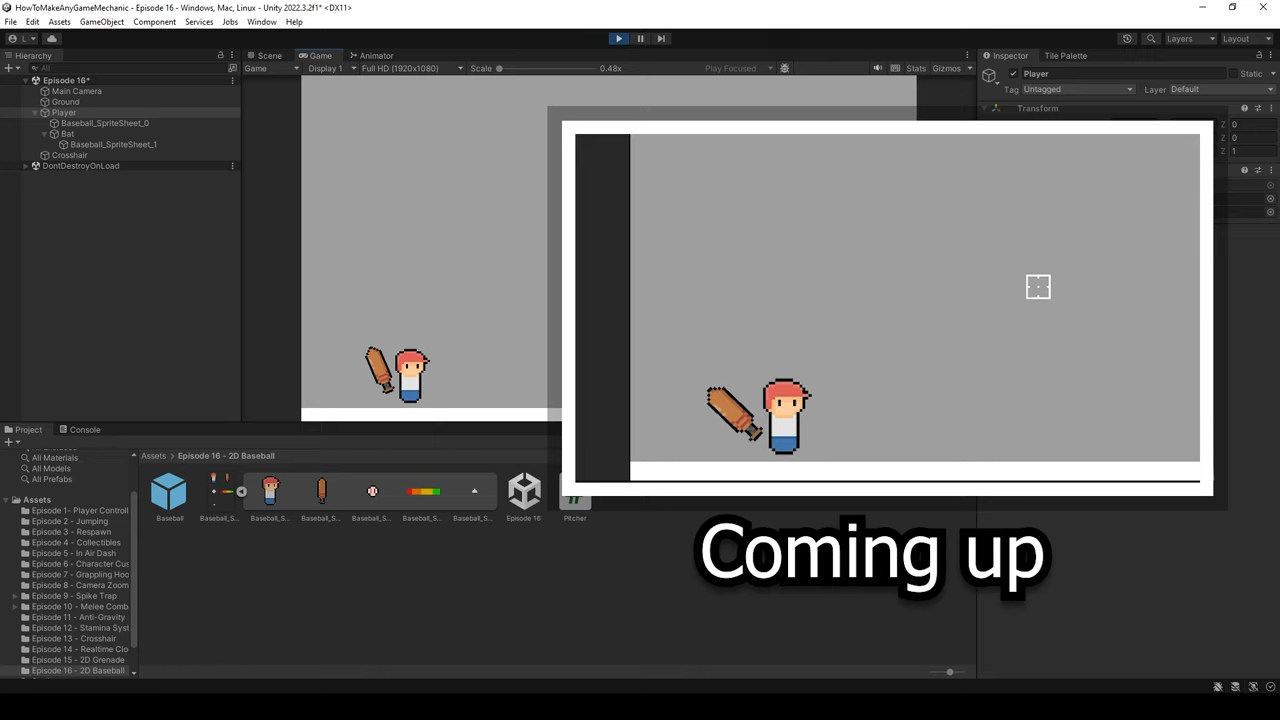 HowToMakeAnyGameMechanic - Episode 16 - Windows, Mac, Linux - Unity 2022.3.2f1* <DX11>
File Edit Assets GameObject Component Services Jobs Window Help
L Layers Layout
Hierarchy Scene Game Animator Inspector Tile Palette
All Game Display 1 Full HD (1920x1080) Scale 0.48x Play Focused Stats Gizmos Player Static
Episode 16*
Main Camera Tag Untagged Layer Default
Ground
Transform
Player
Baseball_SpriteSheet_0 Z 0
Bat Z 0
Baseball_SpriteSheet_1 Z 1
Crosshair
DontDestroyOnLoad
Project Console
All Materials Assets > Episode 16 - 2D Baseball
All Models
All Prefabs
Assets
Episode 1- Player Controll
Episode 2 - Jumping Baseball Baseball_S... Baseball_S... Baseball_S... Baseball_S... Baseball_S... Baseball_S... Episode 16 Pitcher
Episode 3 - Respawn
Episode 4 - Collectibles
Episode 5 - In Air Dash
Episode 6 - Character Cus
Episode 7 - Grappling Hoo
Episode 8 - Camera Zoom
Episode 9 - Spike Trap
Episode 10 - Melee Comb
Episode 11 - Anti-Gravity
Episode 12 - Stamina Syst
Episode 13 - Crosshair
Episode 14 - Realtime Clo
Episode 15 - 2D Grenade
Episode 16 - 2D Baseball
Coming up